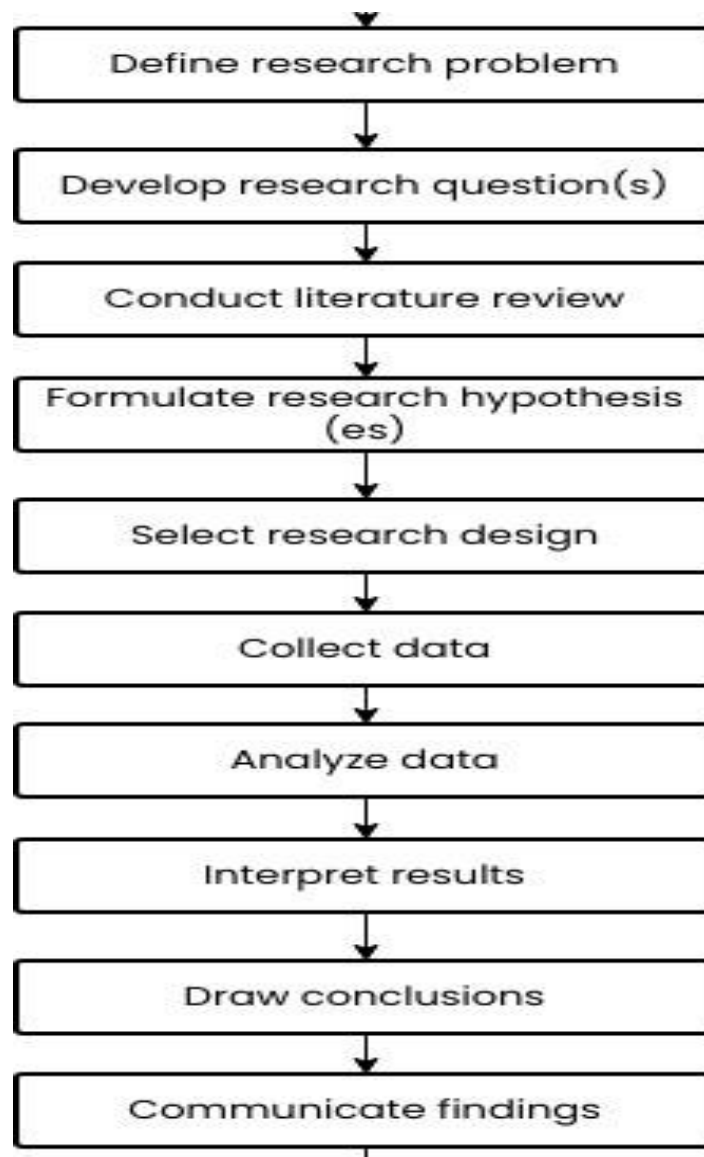 Define research problem
Develop research question(s)
Conduct literature review
Formulate research hypothesis
(es)
Select research design
Collect data
Analyze data
Interpret results
Draw conclusions
Communicate findings